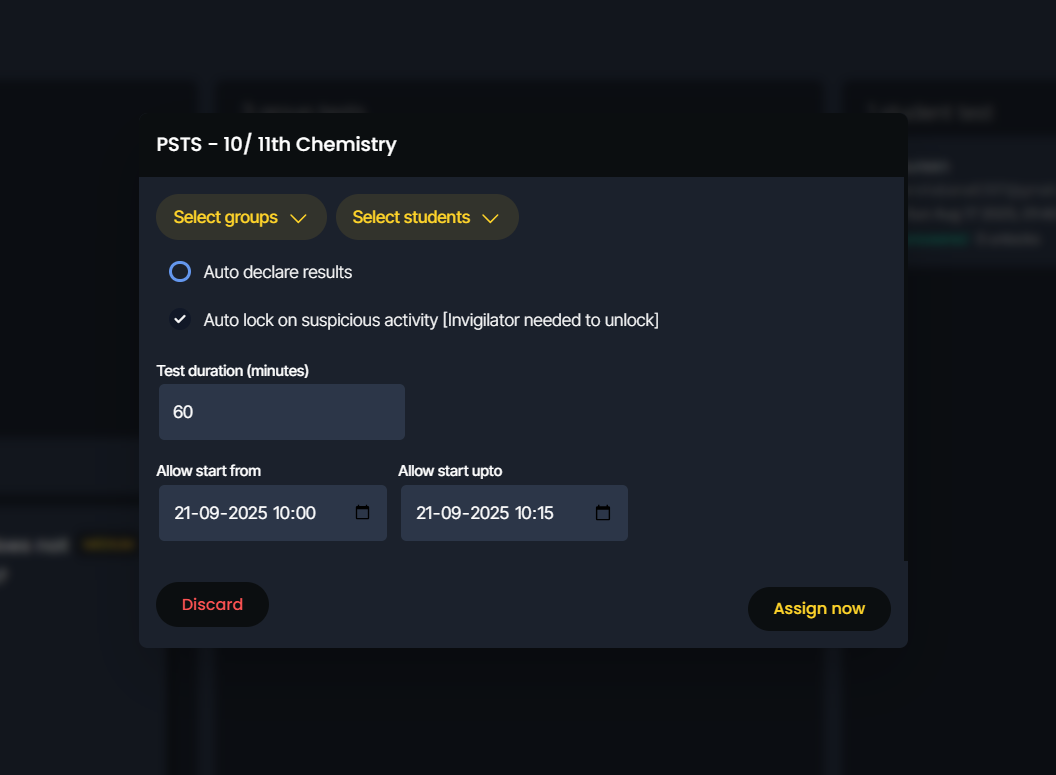 PSTS - 10/ 11th Chemistry
Select groups
Select students
Auto declare results
Auto lock on suspicious activity [Invigilator needed to unlock]
Test duration (minutes)
60
Allow start from
Allow start upto
21-09-2025 10:00
21-09-2025 10:15
Discard
Assign now